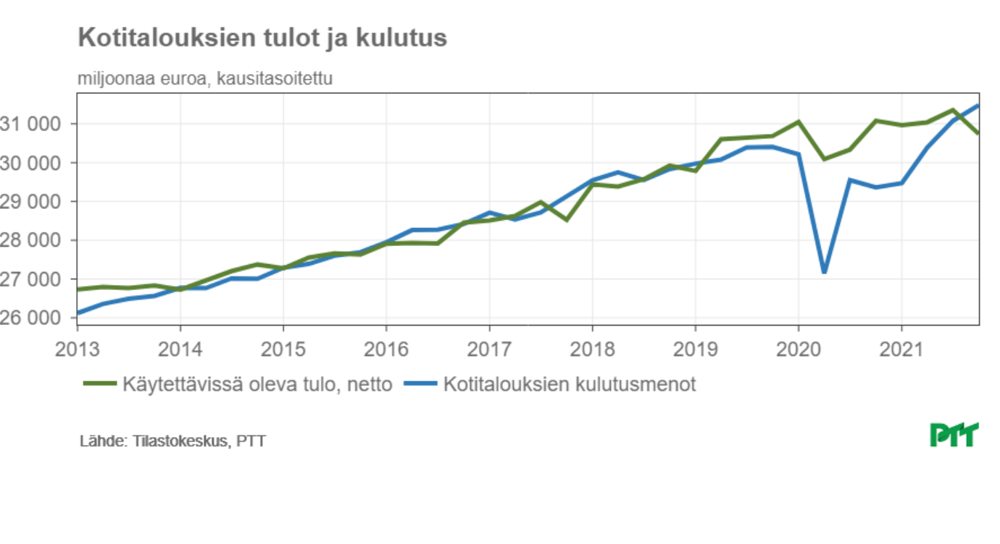 Kotitalouksien tulot ja kulutus
miljoonaa euroa, kausitasoitettu
31 000
30 000
29 000
28 000
27 000
26 000
2013 2014 2015 2016 2017 2018 2019 2020 2021
Käytettävissä oleva tulo, netto Kotitalouksien kulutusmenot
Lähde: Tilastokeskus, PTT
PTT